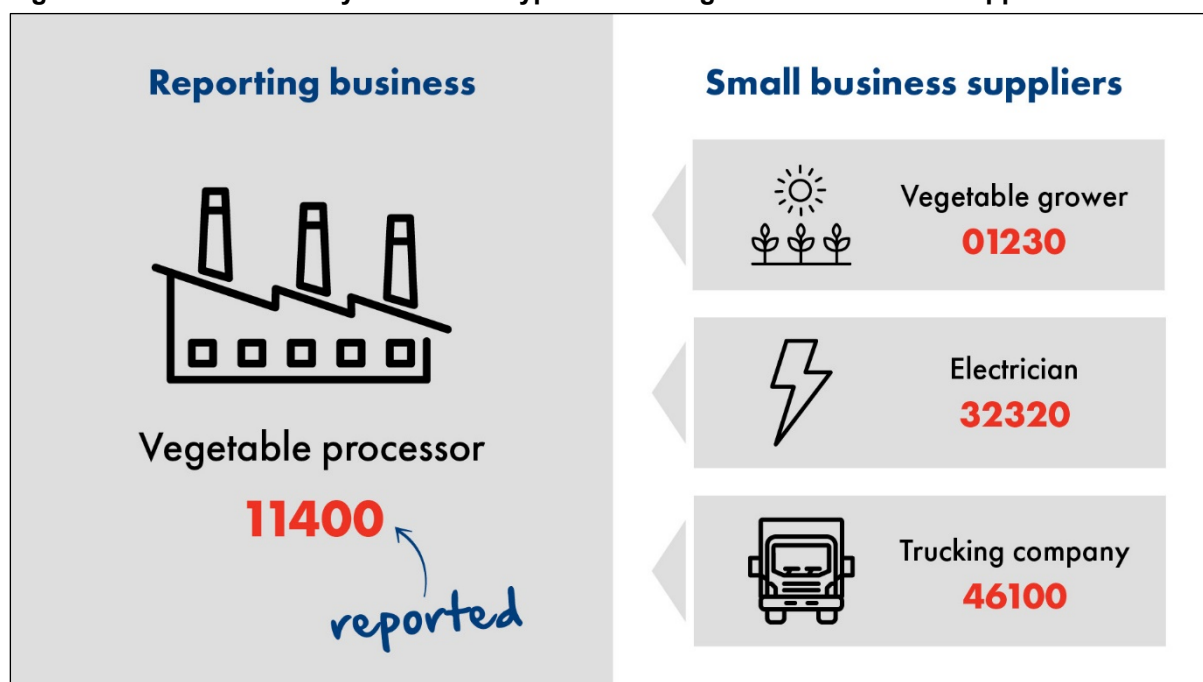 Reporting business
Vegetable processor
11400
reported
Small business suppliers
Vegetable grower
01230
Electrician
32320
Trucking company
46100